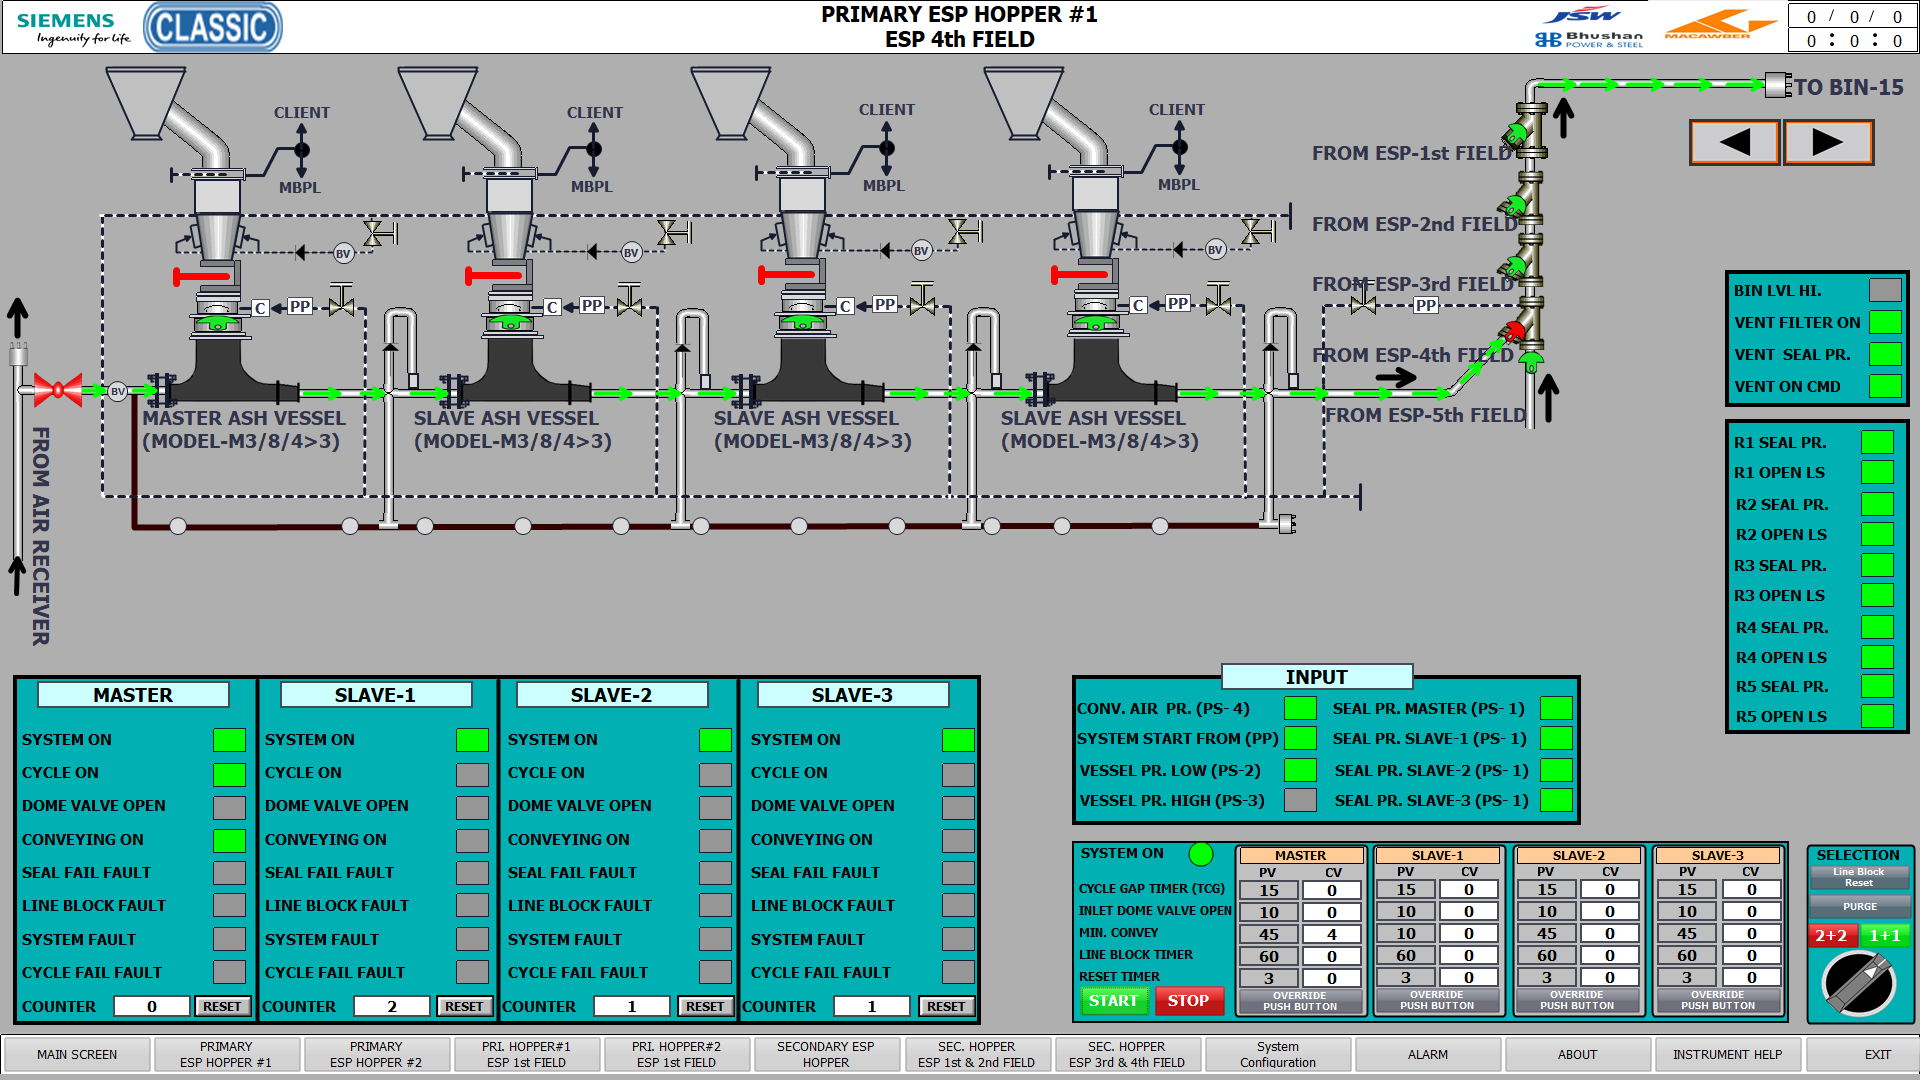 SIEMENS
Ingenuity for life
CLASSIC
PRIMARY ESP HOPPER #1
ESP 4th FIELD
JSW
Bhushan
POWER & STEEL
MACAWBER
0 / 0 / 0
0 : 0 : 0
TO BIN-15
CLIENT
MBPL
CLIENT
MBPL
CLIENT
MBPL
CLIENT
MBPL
FROM ESP-1st FIELD
FROM ESP-2nd FIELD
FROM ESP-3rd FIELD
FROM ESP-4th FIELD
FROM ESP-5th FIELD
BV
BV
BV
BV
C
PP
C
PP
C
PP
C
PP
PP
BV
MASTER ASH VESSEL
(MODEL-M3/8/4>3)
SLAVE ASH VESSEL
(MODEL-M3/8/4>3)
SLAVE ASH VESSEL
(MODEL-M3/8/4>3)
SLAVE ASH VESSEL
(MODEL-M3/8/4>3)
FROM AIR RECEIVER
BIN LVL HI.
VENT FILTER ON
VENT SEAL PR.
VENT ON CMD
R1 SEAL PR.
R1 OPEN LS
R2 SEAL PR.
R2 OPEN LS
R3 SEAL PR.
R3 OPEN LS
R4 SEAL PR.
R4 OPEN LS
R5 SEAL PR.
R5 OPEN LS
MASTER
SYSTEM ON
CYCLE ON
DOME VALVE OPEN
CONVEYING ON
SEAL FAIL FAULT
LINE BLOCK FAULT
SYSTEM FAULT
CYCLE FAIL FAULT
COUNTER 0 RESET
SLAVE-1
SYSTEM ON
CYCLE ON
DOME VALVE OPEN
CONVEYING ON
SEAL FAIL FAULT
LINE BLOCK FAULT
SYSTEM FAULT
CYCLE FAIL FAULT
COUNTER 2 RESET
SLAVE-2
SYSTEM ON
CYCLE ON
DOME VALVE OPEN
CONVEYING ON
SEAL FAIL FAULT
LINE BLOCK FAULT
SYSTEM FAULT
CYCLE FAIL FAULT
COUNTER 1 RESET
SLAVE-3
SYSTEM ON
CYCLE ON
DOME VALVE OPEN
CONVEYING ON
SEAL FAIL FAULT
LINE BLOCK FAULT
SYSTEM FAULT
CYCLE FAIL FAULT
COUNTER 1 RESET
INPUT
CONV. AIR PR. (PS- 4) SEAL PR. MASTER (PS- 1)
SYSTEM START FROM (PP) SEAL PR. SLAVE-1 (PS- 1)
VESSEL PR. LOW (PS-2) SEAL PR. SLAVE-2 (PS- 1)
VESSEL PR. HIGH (PS-3) SEAL PR. SLAVE-3 (PS- 1)
SYSTEM ON MASTER SLAVE-1 SLAVE-2 SLAVE-3
PV CV PV CV PV CV PV CV
CYCLE GAP TIMER (TCG) 15 0 15 0 15 0 15 0
INLET DOME VALVE OPEN 10 0 10 0 10 0 10 0
MIN. CONVEY 45 4 10 0 45 0 45 0
LINE BLOCK TIMER 60 0 60 0 60 0 60 0
RESET TIMER 3 0 3 0 3 0 3 0
START STOP
OVERRIDE
PUSH BUTTON
OVERRIDE
PUSH BUTTON
OVERRIDE
PUSH BUTTON
OVERRIDE
PUSH BUTTON
SELECTION
Line Block
Reset
PURGE
2+2 1+1
MAIN SCREEN
PRIMARY
ESP HOPPER #1
PRIMARY
ESP HOPPER #2
PRI. HOPPER#1
ESP 1st FIELD
PRI. HOPPER#2
ESP 1st FIELD
SECONDARY ESP
HOPPER
SEC. HOPPER
ESP 1st & 2nd FIELD
SEC. HOPPER
ESP 3rd & 4th FIELD
System
Configuration
ALARM
ABOUT
INSTRUMENT HELP
EXIT